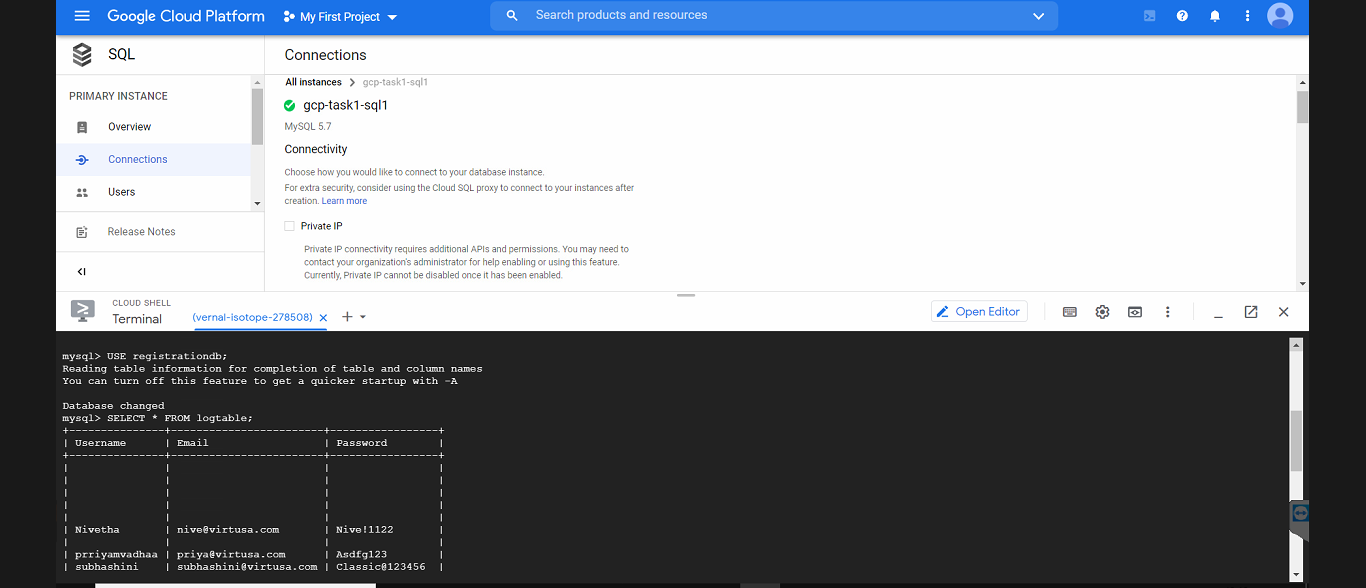 Google Cloud Platform
My First Project
Search products and resources
SQL
Connections
All instances > gcp-task1-sql1
PRIMARY INSTANCE
gcp-task1-sql1
Overview
MySQL 5.7
Connectivity
Connections
Choose how you would like to connect to your database instance.
For extra security, consider using the Cloud SQL proxy to connect to your instances after
creation. Learn more
Users
Private IP
Release Notes
Private IP connectivity requires additional APIs and permissions. You may need to
contact your organization's administrator for help enabling or using this feature.
Currently, Private IP cannot be disabled once it has been enabled.
CLOUD SHELL
Terminal
(vernal-isotope-278508)
Open Editor
mysql> USE registrationdb;
Reading table information for completion of table and column names
You can turn off this feature to get a quicker startup with -A
Database changed
mysql> SELECT * FROM logtable;
+---------------+------------------------+-----------------+
| Username | Email | Password |
+---------------+------------------------+-----------------+
| | | |
| | | |
| | | |
| | | |
| | | |
| Nivetha | nive@virtusa.com | Nive!1122 |
| | | |
| prriyamvadhaa | priya@virtusa.com | Asdfg123 |
| subhashini | subhashini@virtusa.com | Classic@123456 |